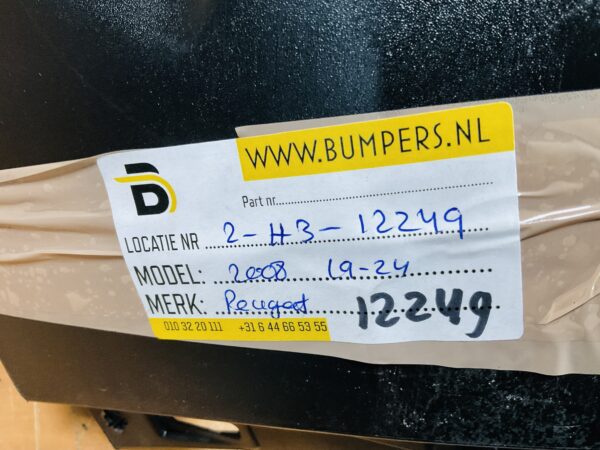 WWW.BUMPERS.NL
B
Part nr.
LOCATIE NR 2-H3-12249
MODEL: 2008 19-24
MERK: Peugeot 12249
010 32 20 111 +31 6 44 66 53 55